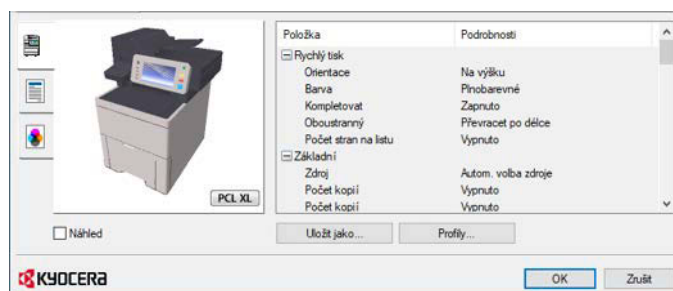 Položka Podrobnosti
Rychlý tisk
Orientace Na výšku
Barva Plnobarevné
Kompletovat Zapnuto
Oboustranný Převracet po délce
Počet stran na listu Vypnuto
Základní
Zdroj Autom. volba zdroje
Počet kopií Vypnuto
Počet kopií Vypnuto
PCL XL
Náhled
Uložit jako... Profily...
KYOCERA
OK Zrušit